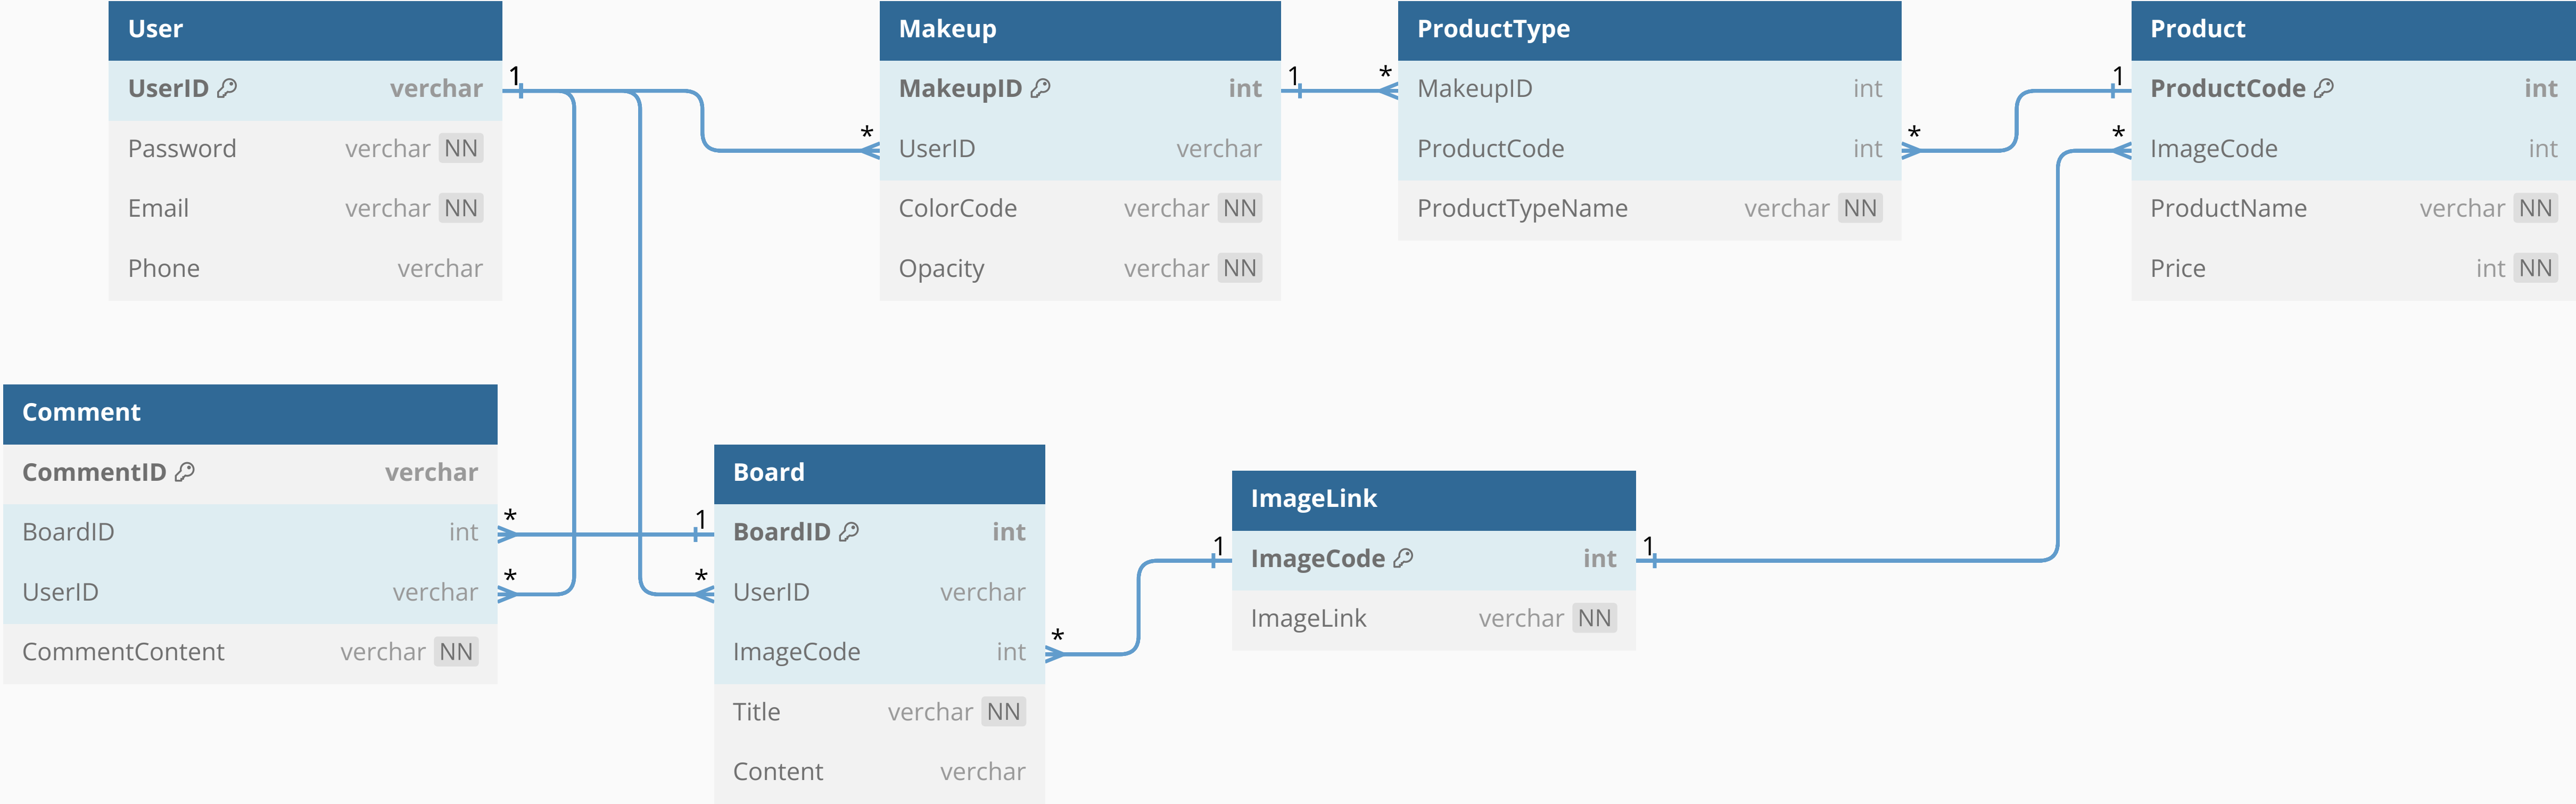 User
UserID verchar
Password verchar NN
Email verchar NN
Phone verchar
1
*
Makeup
MakeupID int
UserID verchar
ColorCode verchar NN
Opacity verchar NN
1
*
ProductType
MakeupID int
ProductCode int
ProductTypeName verchar NN
*
1
*
Product
ProductCode int
ImageCode int
ProductName verchar NN
Price int NN
Comment
CommentID verchar
BoardID int
UserID verchar
CommentContent verchar NN
*
*
1
*
Board
BoardID int
UserID verchar
ImageCode int
Title verchar NN
Content verchar
*
1
ImageLink
ImageCode int
ImageLink verchar NN
1